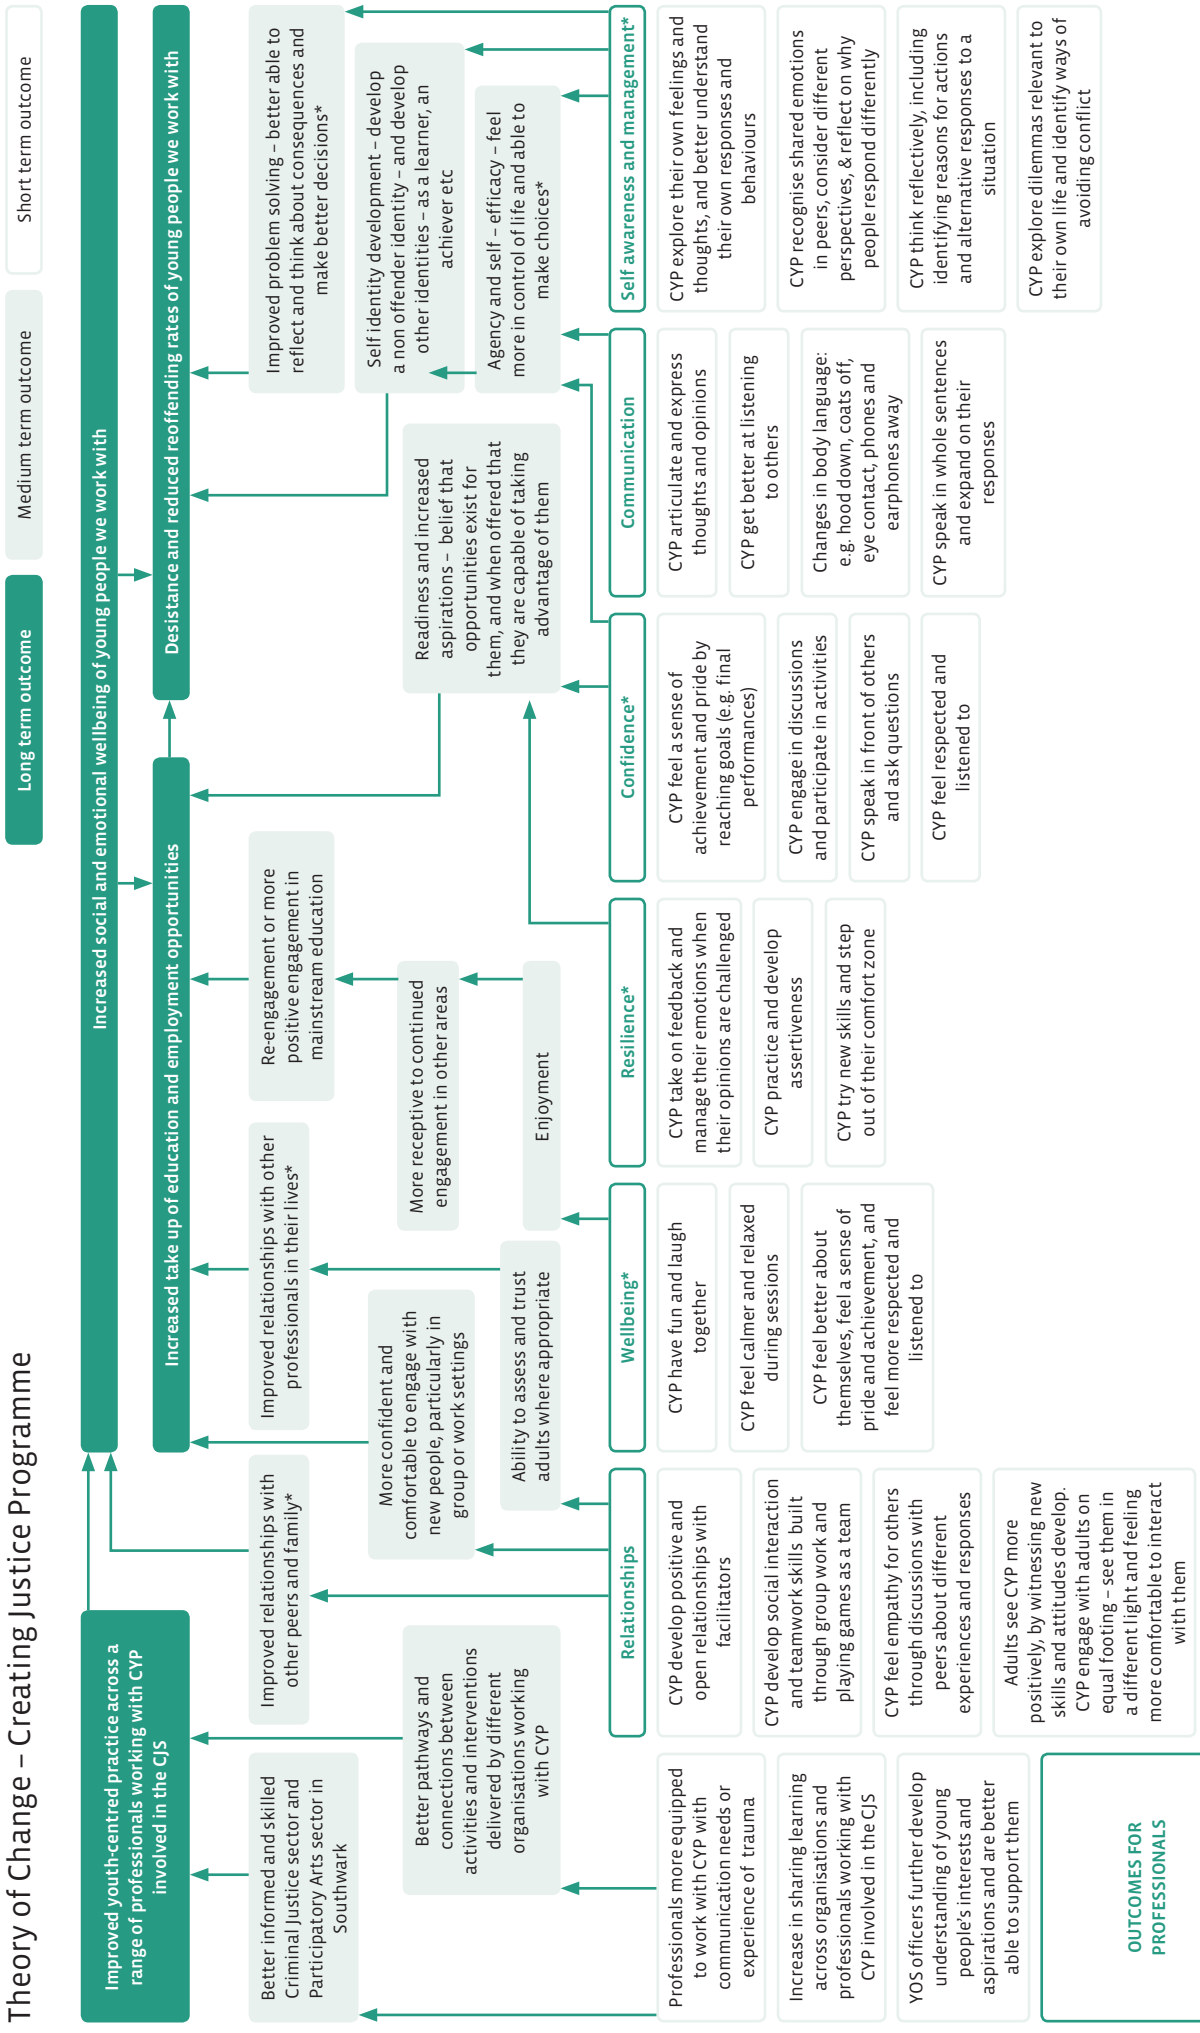 Theory of Change – Creating Justice Programme
Long term outcome
Medium term outcome
Short term outcome
Improved youth-centred practice across a
range of professionals working with CYP
involved in the CJS
Increased social and emotional wellbeing of young people we work with
Increased take up of education and employment opportunities
Desistance and reduced reoffending rates of young people we work with
Better informed and skilled
Criminal Justice sector and
Participatory Arts sector in
Southwark
Better pathways and
connections between
activities and interventions
delivered by different
organisations working
with CYP
Improved relationships with
other peers and family*
More confident and
comfortable to engage with
new people, particularly in
group or work settings
Ability to assess and trust
adults where appropriate
Improved relationships with other
professionals in their lives*
Re-engagement or more
positive engagement in
mainstream education
More receptive to continued
engagement in other areas
Enjoyment
Readiness and increased
aspirations – belief that
opportunities exist for
them, and when offered that
they are capable of taking
advantage of them
Improved problem solving – better able to
reflect and think about consequences and
make better decisions*
Self identity development – develop
a non offender identity – and develop
other identities – as a learner, an
achiever etc
Agency and self – efficacy – feel
more in control of life and able to
make choices*
Professionals more equipped
to work with CYP with
communication needs or
experience of trauma
Increase in sharing learning
across organisations and
professionals working with
CYP involved in the CJS
YOS officers further develop
understanding of young
people's interests and
aspirations and are better
able to support them
OUTCOMES FOR
PROFESSIONALS
Relationships
CYP develop positive and
open relationships with
facilitators
CYP develop social interaction
and teamwork skills built
through group work and
playing games as a team
CYP feel empathy for others
through discussions with
peers about different
experiences and responses
Adults see CYP more
positively, by witnessing new
skills and attitudes develop.
CYP engage with adults on
equal footing – see them in
a different light and feeling
more comfortable to interact
with them
Wellbeing*
CYP have fun and laugh
together
CYP feel calmer and relaxed
during sessions
CYP feel better about
themselves, feel a sense of
pride and achievement, and
feel more respected and
listened to
Resilience*
CYP take on feedback and
manage their emotions when
their opinions are challenged
CYP practice and develop
assertiveness
CYP try new skills and step
out of their comfort zone
Confidence*
CYP feel a sense of
achievement and pride by
reaching goals (e.g. final
performances)
CYP engage in discussions
and participate in activities
CYP speak in front of others
and ask questions
CYP feel respected and
listened to
Communication
CYP articulate and express
thoughts and opinions
CYP get better at listening
to others
Changes in body language:
e.g. hood down, coats off,
eye contact, phones and
earphones away
CYP speak in whole sentences
and expand on their
responses
Self awareness and management*
CYP explore their own feelings and
thoughts, and better understand
their own responses and
behaviours
CYP recognise shared emotions
in peers, consider different
perspectives, & reflect on why
people respond differently
CYP think reflectively, including
identifying reasons for actions
and alternative responses to a
situation
CYP explore dilemmas relevant to
their own life and identify ways of
avoiding conflict